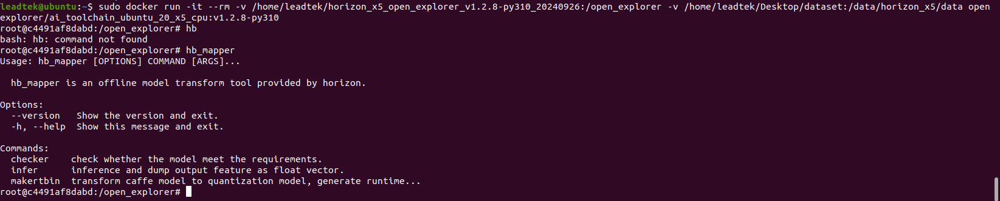 leadtek@ubuntu:~$ sudo docker run -it --rm -v /home/leadtek/horizon_x5_open_explorer_v1.2.8-py310_20240926:/open_explorer -v /home/leadtek/Desktop/dataset:/data/horizon_x5/data open
explorer/ai_toolchain_ubuntu_20_x5_cpu:v1.2.8-py310
root@c4491af8dabd:/open_explorer# hb
bash: hb: command not found
root@c4491af8dabd:/open_explorer# hb_mapper
Usage: hb_mapper [OPTIONS] COMMAND [ARGS]...

  hb_mapper is an offline model transform tool provided by horizon.

Options:
  --version   Show the version and exit.
  -h, --help  Show this message and exit.

Commands:
  checker    check whether the model meet the requirements.
  infer      inference and dump output feature as float vector.
  makertbin  transform caffe model to quantization model, generate runtime...
root@c4491af8dabd:/open_explorer#